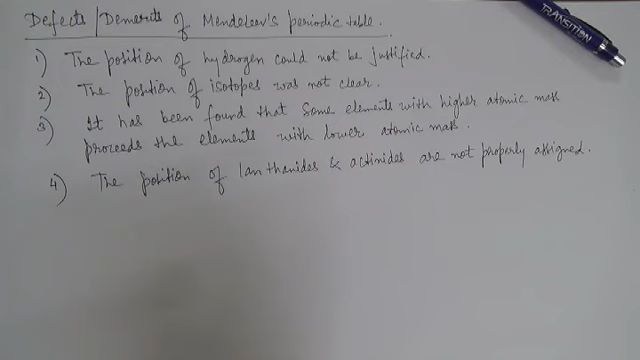 Defects/Demerits of Mendeleev's periodic table.
1) The position of hydrogen could not be justified.
2) The position of isotopes was not clear.
3) It has been found that some elements with higher atomic mass
proceeds the elements with lower atomic mass.
4) The position of lanthanides & actinides are not properly assigned.
TRANSITION